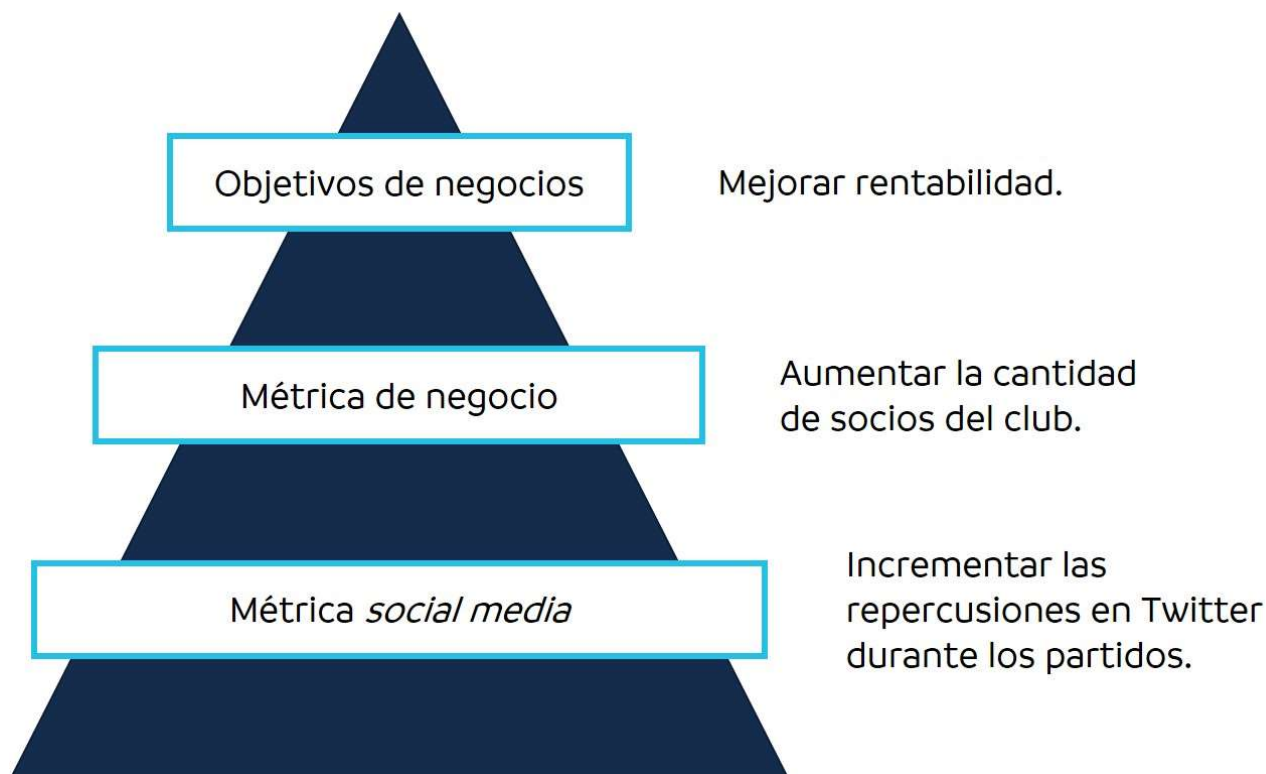 Objetivos de negocios
Mejorar rentabilidad.
Métrica de negocio
Aumentar la cantidad
de socios del club.
Métrica social media
Incrementar las
repercusiones en Twitter
durante los partidos.